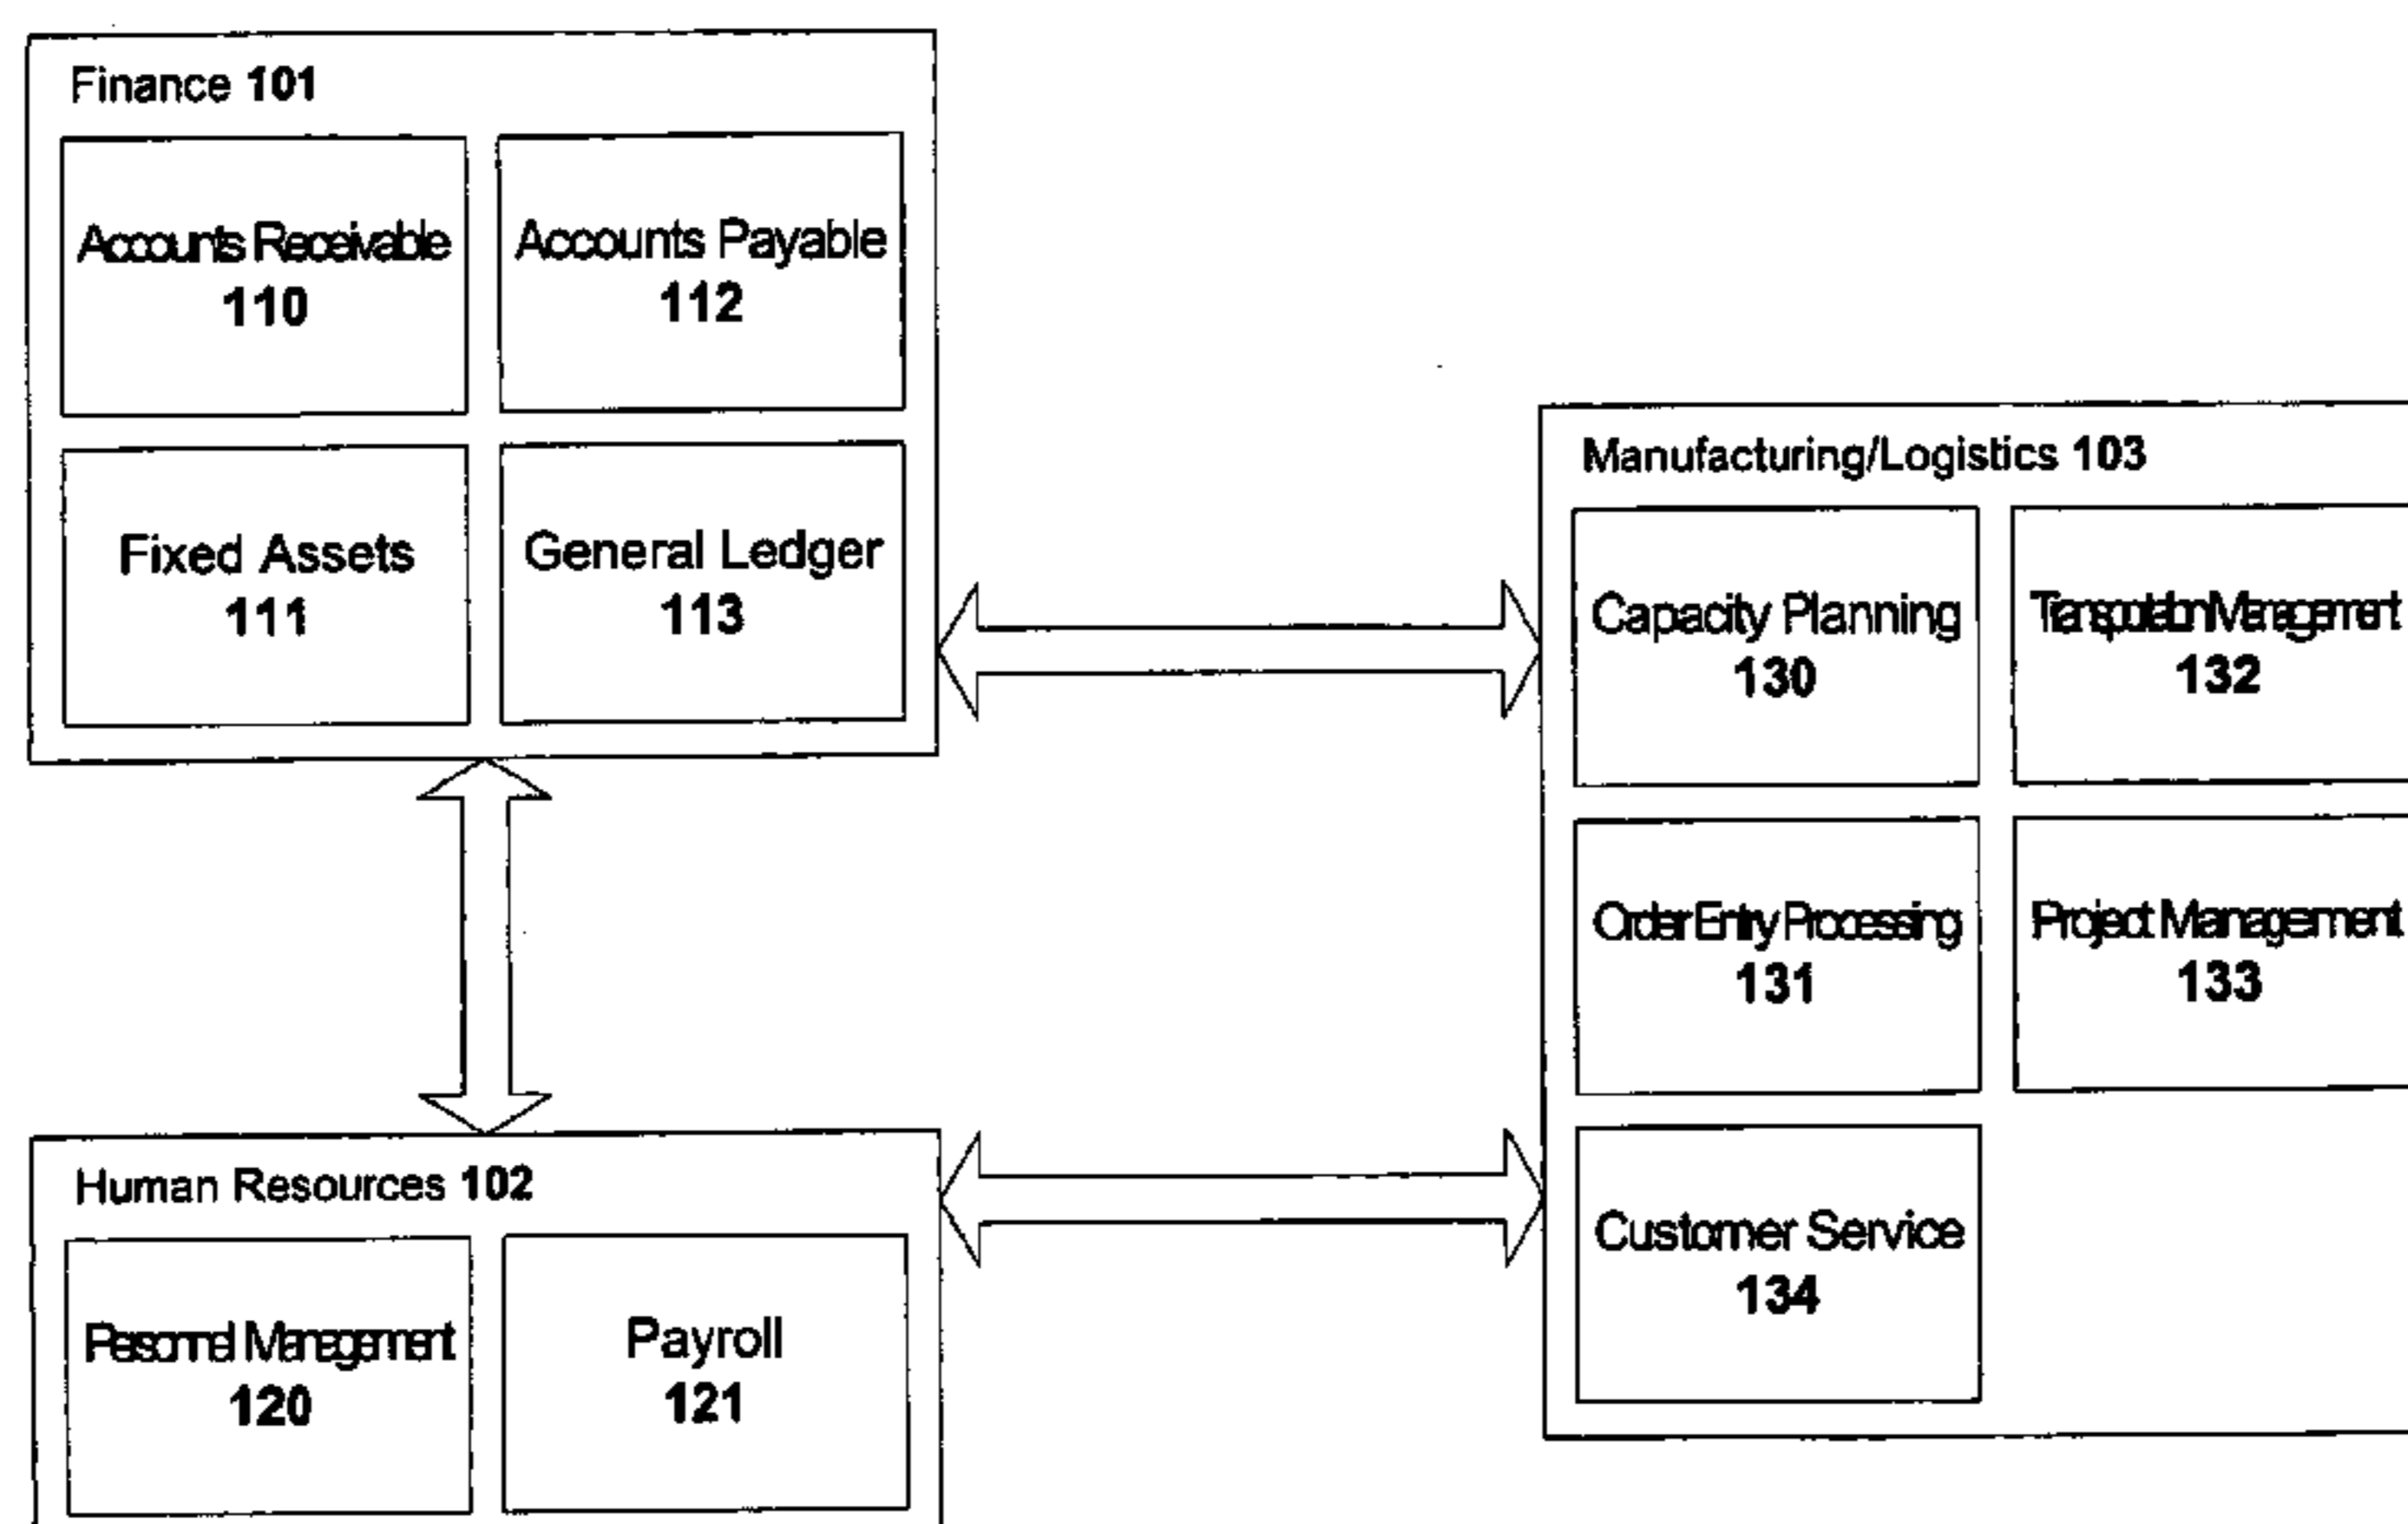 Finance 101
Accounts Receivable
110
Accounts Payable
112
Fixed Assets
111
General Ledger
113
Manufacturing/Logistics 103
Capacity Planning
130
Transportation Management
132
Order Entry Processing
131
Project Management
133
Customer Service
134
Human Resources 102
Personnel Management
120
Payroll
121